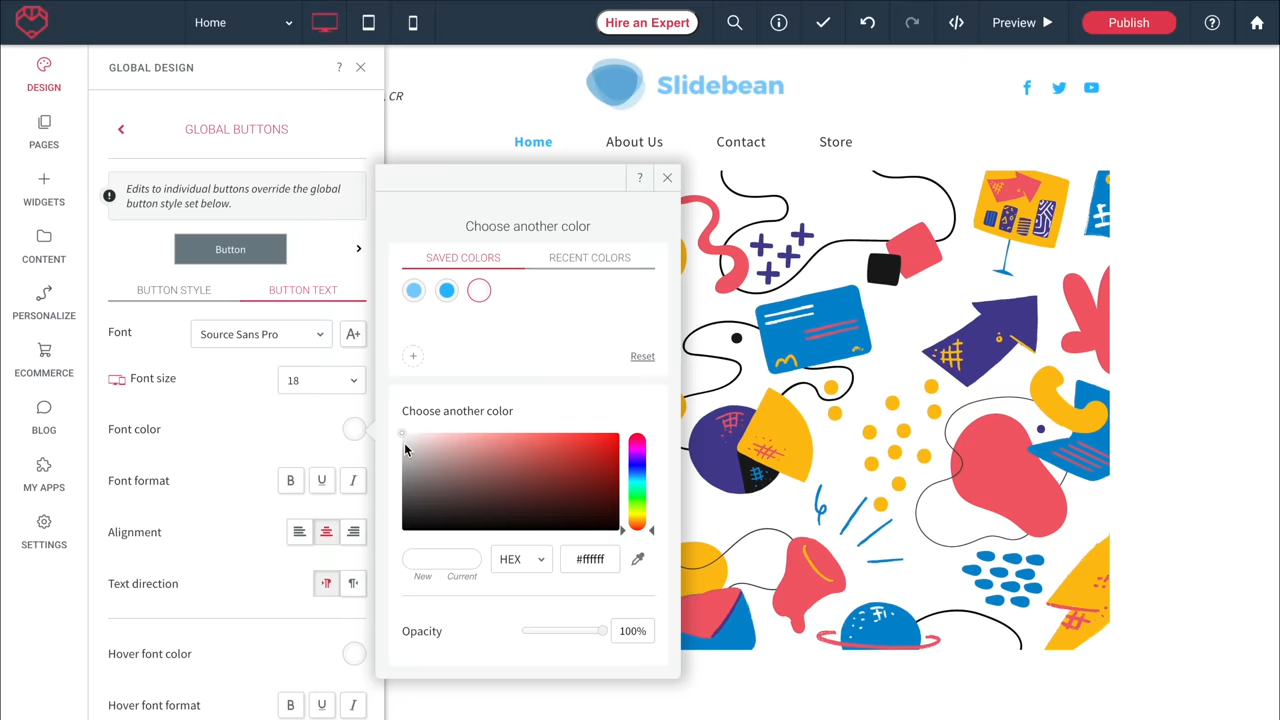 Home
Hire an Expert
Preview
Publish
DESIGN
PAGES
WIDGETS
CONTENT
PERSONALIZE
ECOMMERCE
BLOG
MY APPS
SETTINGS
GLOBAL DESIGN
?
GLOBAL BUTTONS
Edits to individual buttons override the global
button style set below.
Button
BUTTON STYLE
BUTTON TEXT
Font
Source Sans Pro
A+
Font size
18
Font color
Font format
B U I
Alignment
Text direction
Hover font color
Hover font format
B U I
?
Choose another color
SAVED COLORS
RECENT COLORS
+
Reset
Choose another color
HEX
#ffffff
New
Current
Opacity
100%
, CR
Slidebean
Home
About Us
Contact
Store